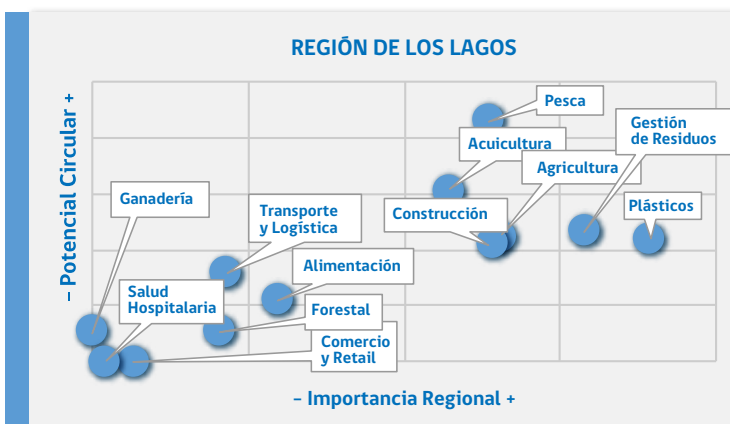 REGIÓN DE LOS LAGOS
– Potencial Circular +
Pesca
Gestión
de Residuos
Acuicultura
Agricultura
Ganadería
Transporte
y Logística
Construcción
Plásticos
Alimentación
Salud
Hospitalaria
Forestal
Comercio
y Retail
– Importancia Regional +